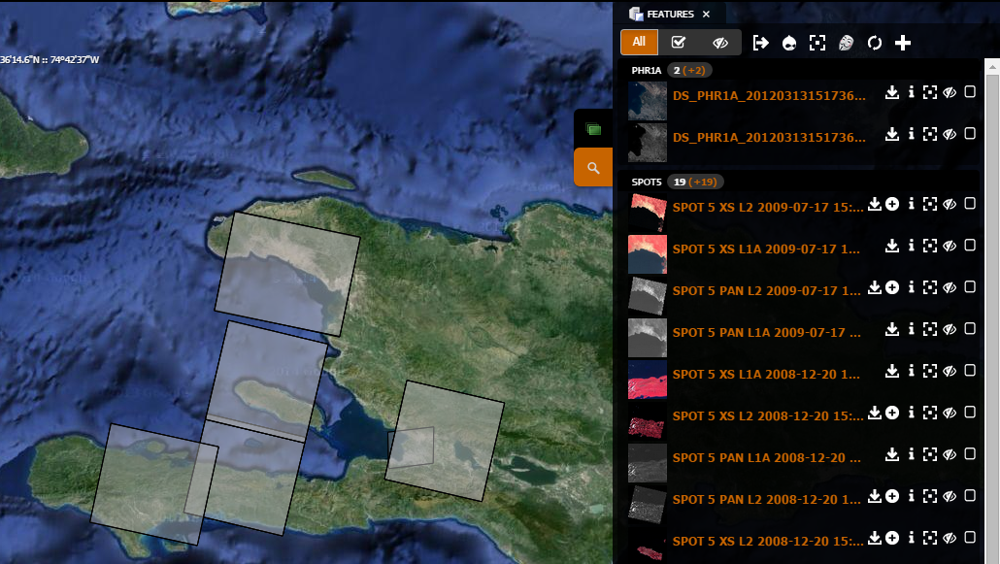 FEATURES ×
36'14.6"N :: 74°42'37"W
All
PHR1A 2 (+2)
DS_PHR1A_20120313151736...
DS_PHR1A_20120313151736...
SPOT5 19 (+19)
SPOT 5 XS L2 2009-07-17 15:...
SPOT 5 XS L1A 2009-07-17 1...
SPOT 5 PAN L2 2009-07-17 1...
SPOT 5 PAN L1A 2009-07-17 ...
SPOT 5 XS L1A 2008-12-20 1...
SPOT 5 XS L2 2008-12-20 15:...
SPOT 5 PAN L1A 2008-12-20 ...
SPOT 5 PAN L2 2008-12-20 1...
SPOT 5 XS L2 2008-12-20 15:...